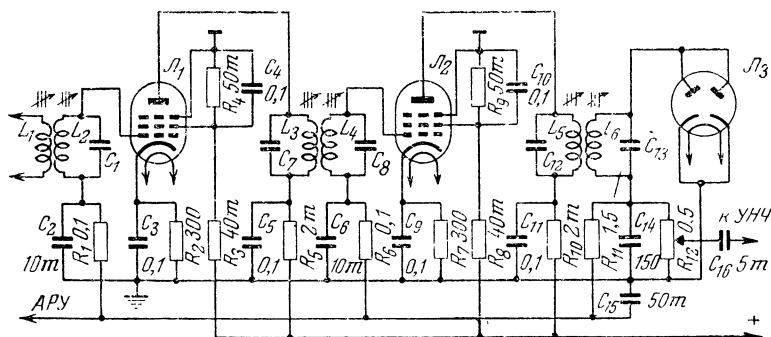 Л1 Л2 Л3
R4 50т C4 0,1
R9 50т C10 0,1
L1 L2 C1
L3 C7 L4 C8
L5 C12 L6 C13
C2 10т R1 0,1
C3 0,1 R2 300 R3 40т
C5 0,1 R5 2т
C6 10т R6 0,1
C9 0,1 R7 300 R8 40т
C11 0,1 R10 2т R11 1,5
C14 150 R12 0,5
к УНЧ
C16 5т
C15 50т
АРУ
+